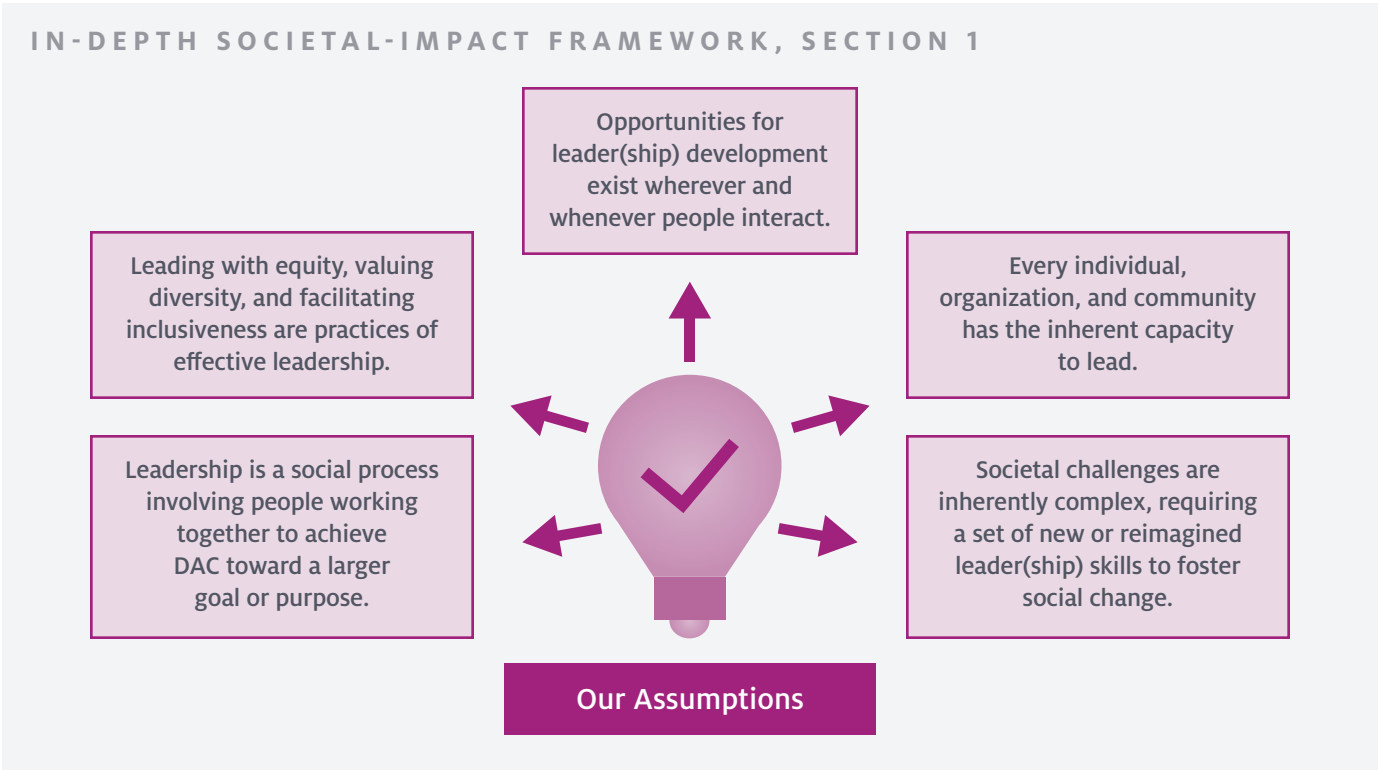 IN-DEPTH SOCIETAL-IMPACT FRAMEWORK, SECTION 1
Opportunities for
leader(ship) development
exist wherever and
whenever people interact.
Leading with equity, valuing
diversity, and facilitating
inclusiveness are practices of
effective leadership.
Every individual,
organization, and community
has the inherent capacity
to lead.
Leadership is a social process
involving people working
together to achieve
DAC toward a larger
goal or purpose.
Societal challenges are
inherently complex, requiring
a set of new or reimagined
leader(ship) skills to foster
social change.
Our Assumptions